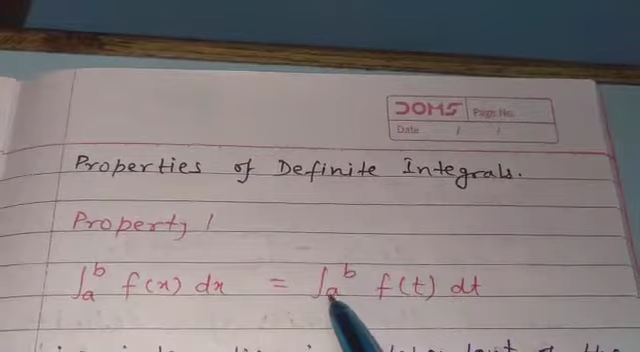 DOMS Page No.
Date / /
Properties of Definite Integrals.
Property 1
∫ₐᵇ f(x) dx = ∫ₐᵇ f(t) dt